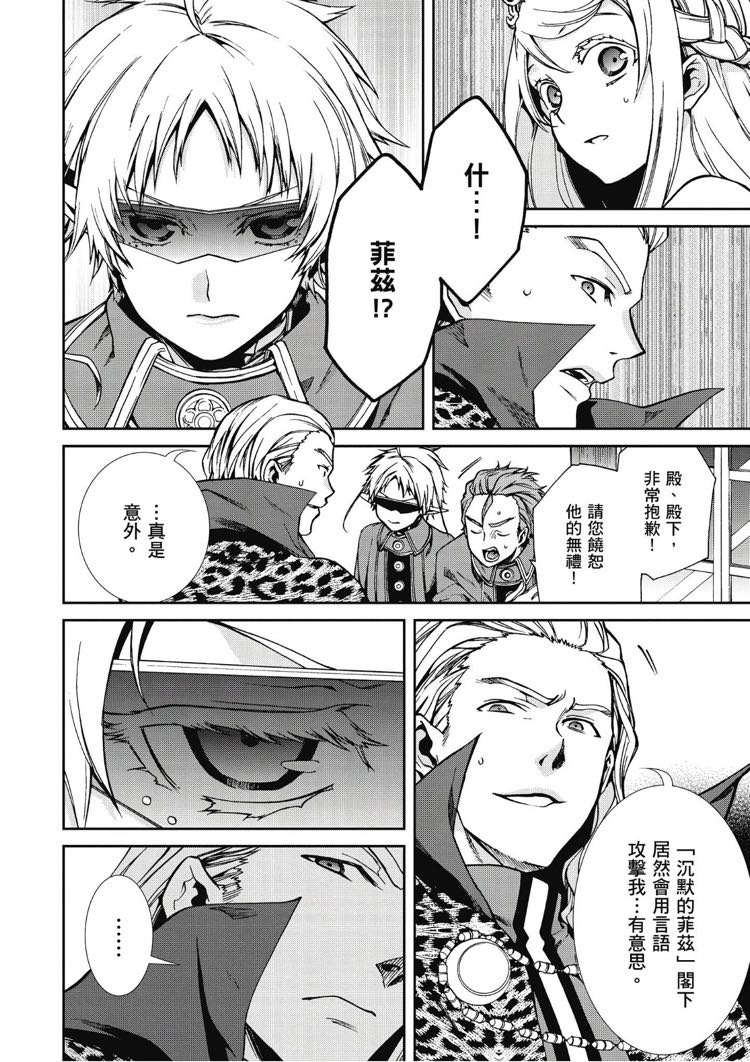 什…！
菲茲!?
殿、殿下，
非常抱歉！
請您饒恕
他的無禮！
…真是
意外。
「沉默的菲茲」閣下
居然會用言語
攻擊我…有意思。
……